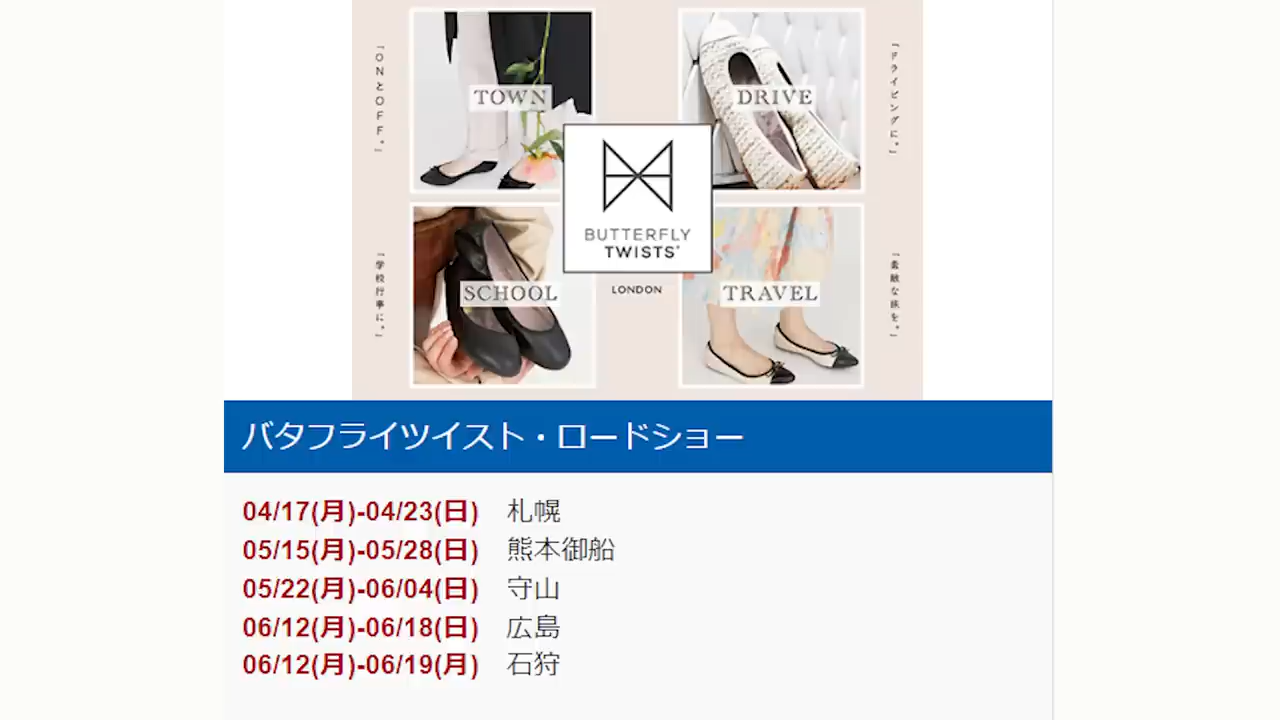 「ONとOFF。」
TOWN
DRIVE
「ドライビングに。」
BUTTERFLY
TWISTS®
LONDON
「学校行事に。」
SCHOOL
TRAVEL
「素敵な旅を。」
バタフライツイスト・ロードショー
04/17(月)-04/23(日) 札幌
05/15(月)-05/28(日) 熊本御船
05/22(月)-06/04(日) 守山
06/12(月)-06/18(日) 広島
06/12(月)-06/19(月) 石狩